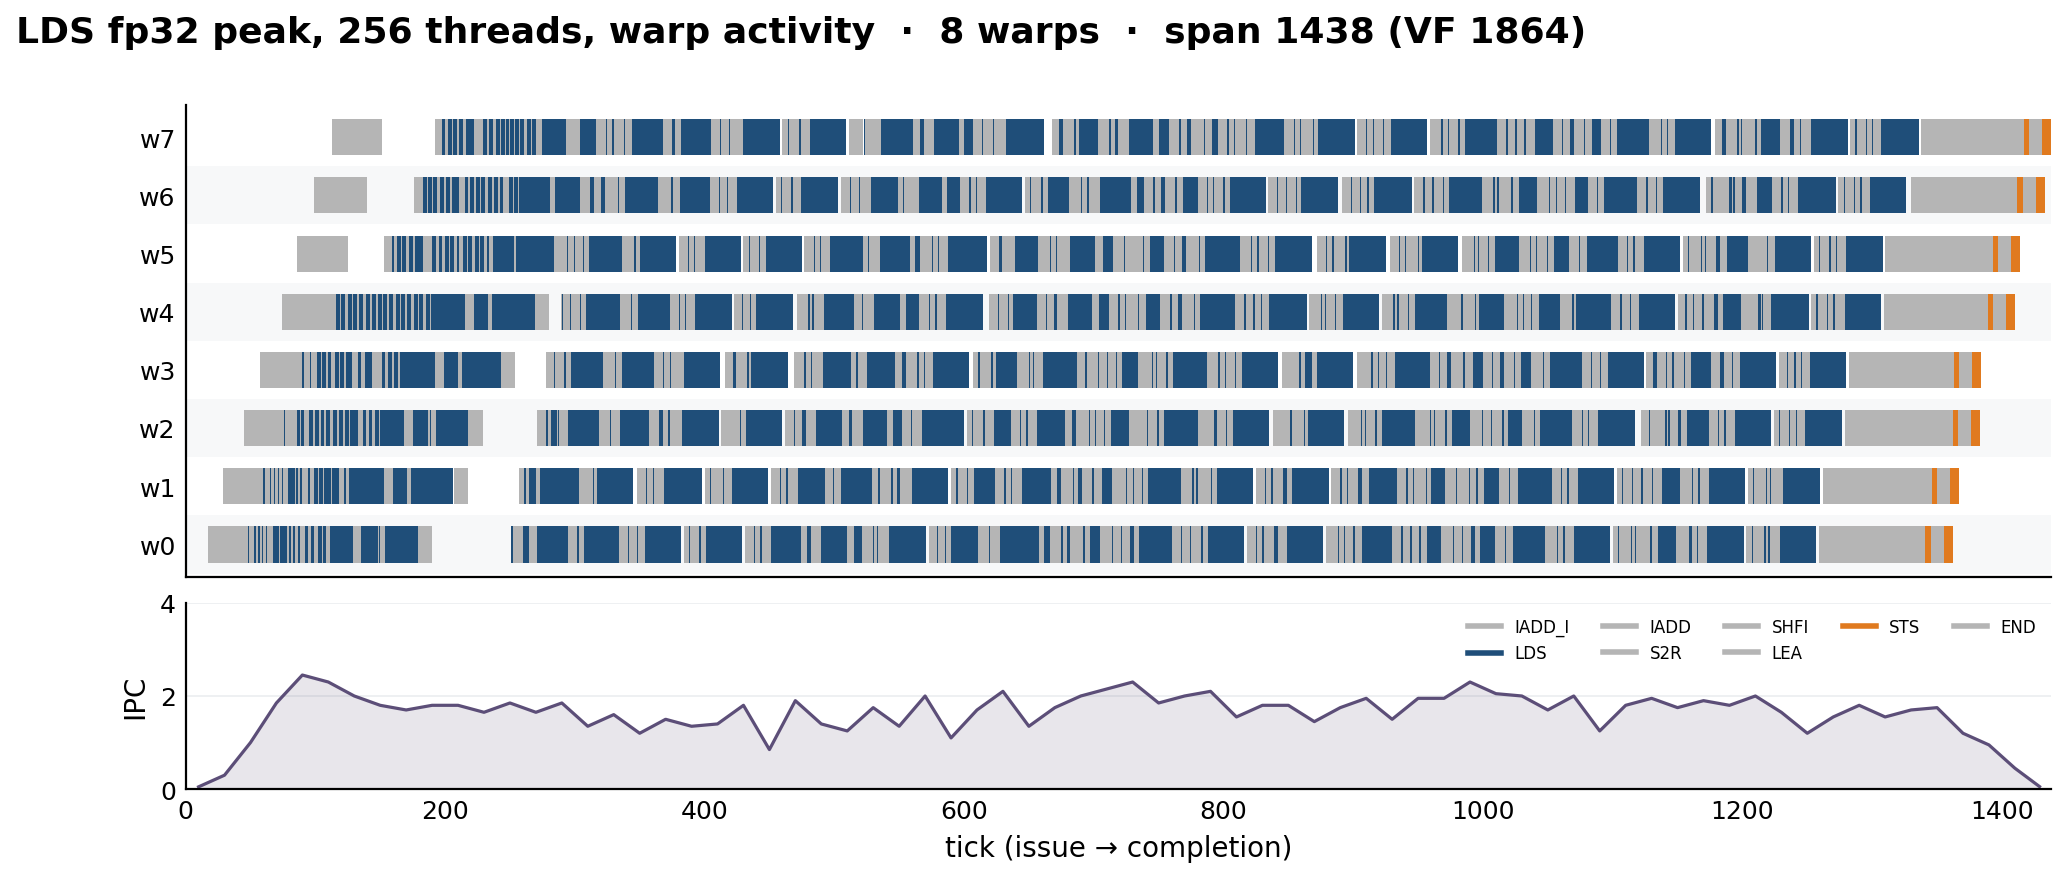 LDS fp32 peak, 256 threads, warp activity · 8 warps · span 1438 (VF 1864)
w7
w6
w5
w4
w3
w2
w1
w0
4
2
0
IPC
IADD_I IADD SHFI STS END
LDS S2R LEA
0 200 400 600 800 1000 1200 1400
tick (issue → completion)